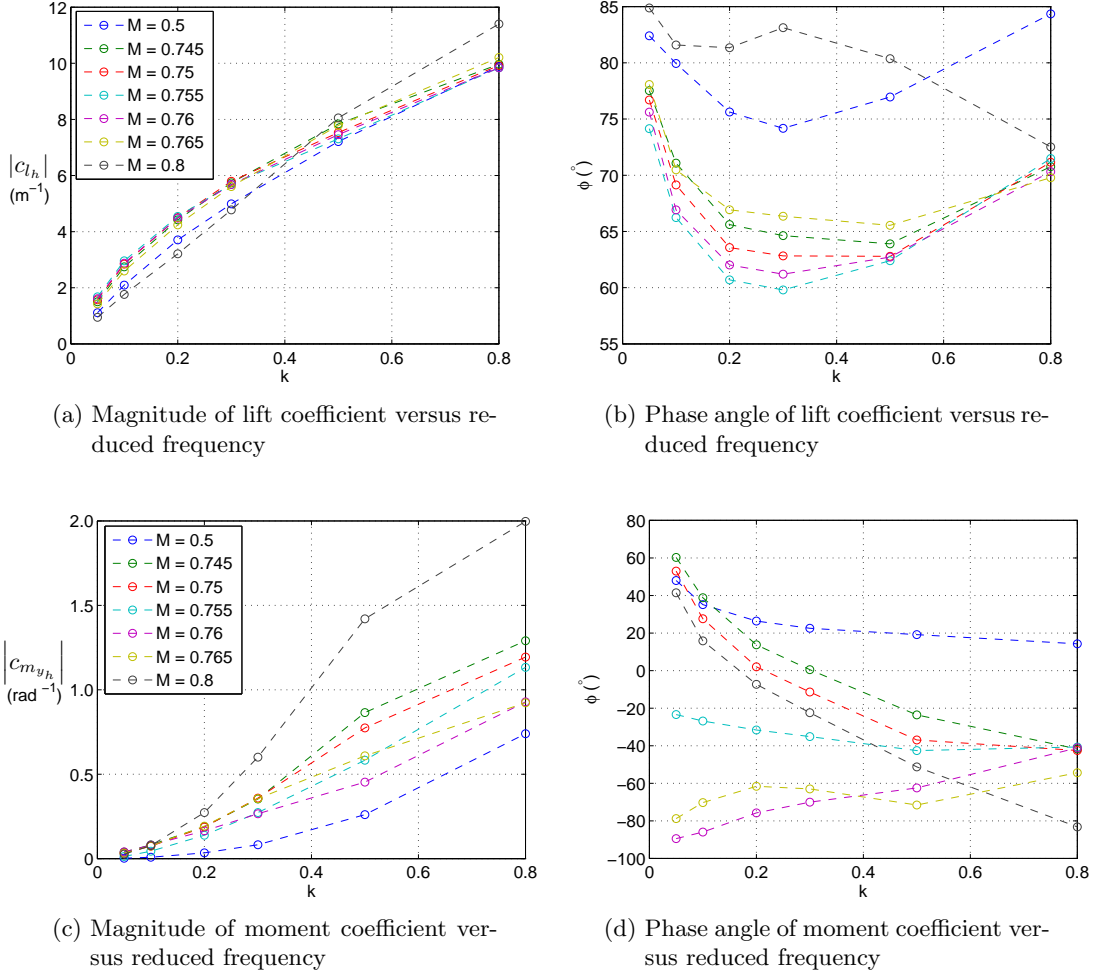 12
10
8
6
4
2
0
|c_{l_h}|
(m⁻¹)
M = 0.5
M = 0.745
M = 0.75
M = 0.755
M = 0.76
M = 0.765
M = 0.8
0 0.2 0.4 0.6 0.8
k
85
80
75
70
65
60
55
ϕ (°)
0 0.2 0.4 0.6 0.8
k
(a) Magnitude of lift coefficient versus re-
duced frequency
(b) Phase angle of lift coefficient versus re-
duced frequency
2.0
1.5
1.0
0.5
0
|c_{m_{y_h}}|
(rad ⁻¹)
M = 0.5
M = 0.745
M = 0.75
M = 0.755
M = 0.76
M = 0.765
M = 0.8
0 0.2 0.4 0.6 0.8
k
80
60
40
20
0
−20
−40
−60
−80
−100
ϕ (°)
0 0.2 0.4 0.6 0.8
k
(c) Magnitude of moment coefficient ver-
sus reduced frequency
(d) Phase angle of moment coefficient ver-
sus reduced frequency